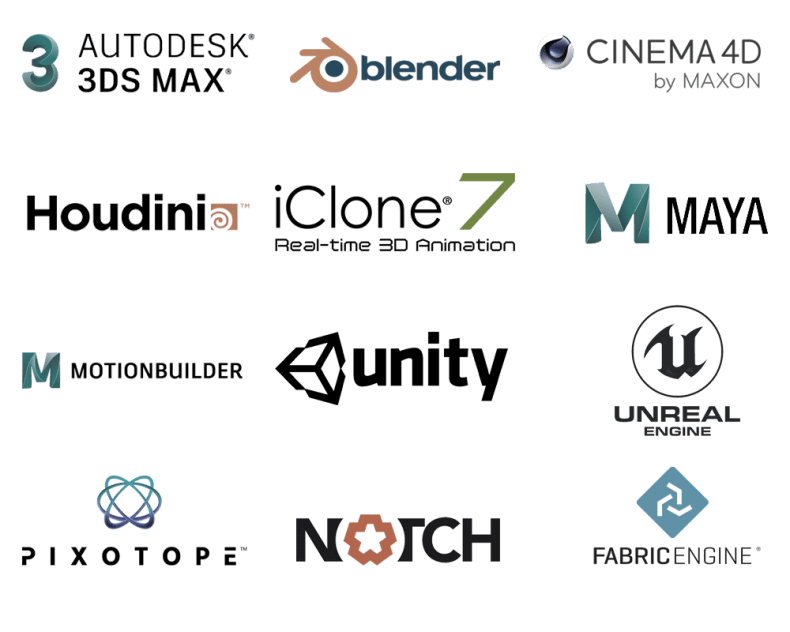 AUTODESK®
3DS MAX®
blender
CINEMA 4D
by MAXON
Houdini™
iClone® 7
Real-time 3D Animation
MAYA
MOTIONBUILDER
unity
UNREAL
ENGINE
PIXOTOPE™
NOTCH
FABRICENGINE®